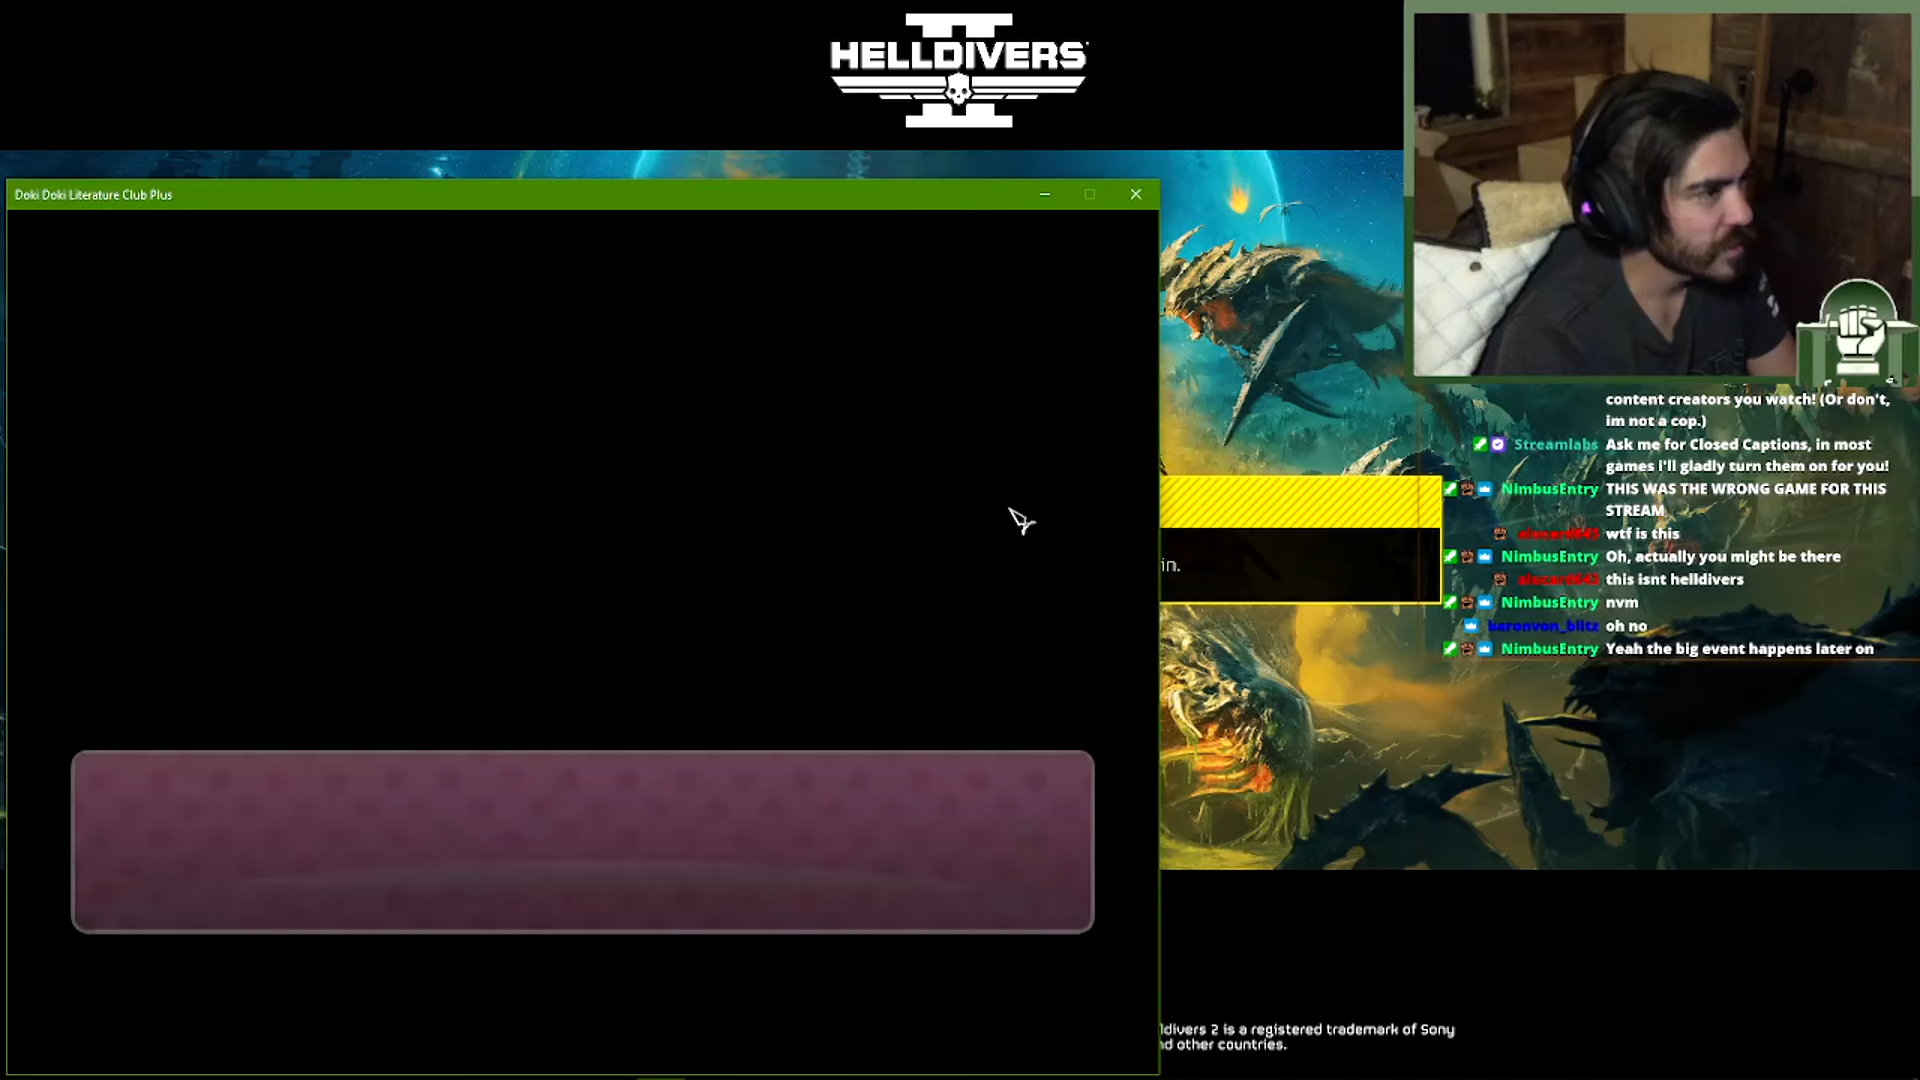 HELLDIVERS
II
Doki Doki Literature Club Plus
content creators you watch! (Or don't,
im not a cop.)
Streamlabs Ask me for Closed Captions, in most
games I'll gladly turn them on for you!
NimbusEntry THIS WAS THE WRONG GAME FOR THIS
STREAM
wtf is this
NimbusEntry Oh, actually you might be there
this isnt helldivers
NimbusEntry nvm
baronvon_blitz oh no
NimbusEntry Yeah the big event happens later on
in.
ldivers 2 is a registered trademark of Sony
nd other countries.